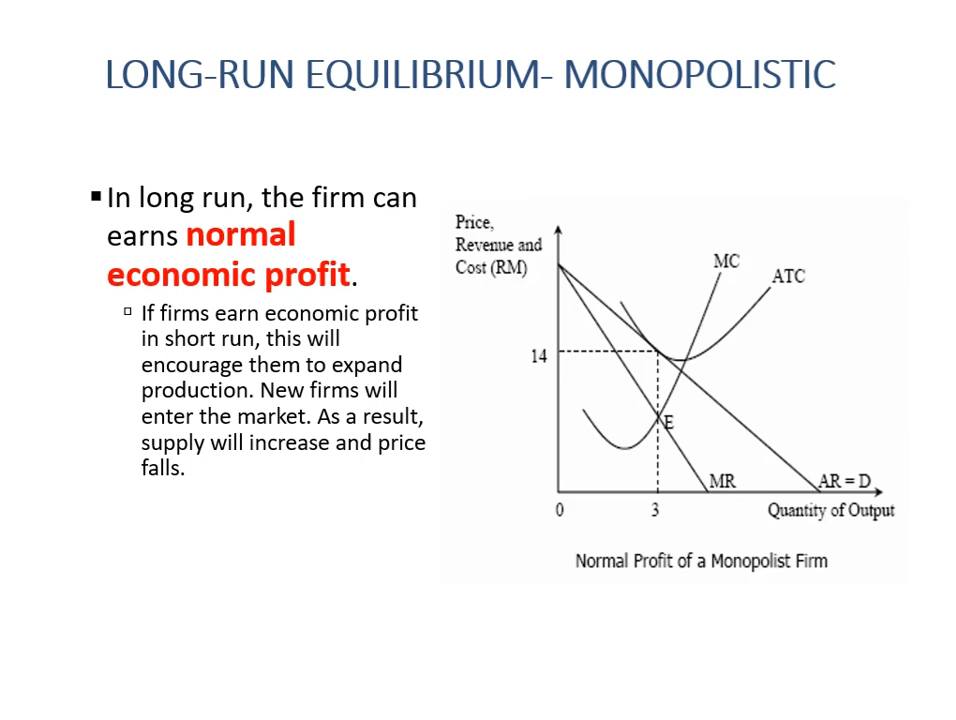 LONG-RUN EQUILIBRIUM- MONOPOLISTIC
▪In long run, the firm can
earns normal
economic profit.
▫ If firms earn economic profit
in short run, this will
encourage them to expand
production. New firms will
enter the market. As a result,
supply will increase and price
falls.
Price,
Revenue and
Cost (RM)
MC
ATC
14
E
MR
AR = D
0
3
Quantity of Output
Normal Profit of a Monopolist Firm